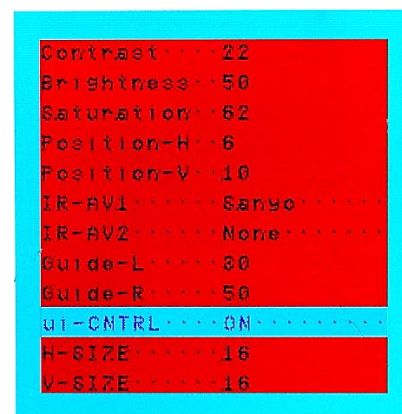 Contrast····22
Brightness··50
Saturation··62
Position-H··6
Position-V··10
IR-AV1······Sanyo······
IR-AV2······None·······
Guide-L·····30
Guide-R·····50
ui-CNTRL····ON·········
H-SIZE······16
V-SIZE······16